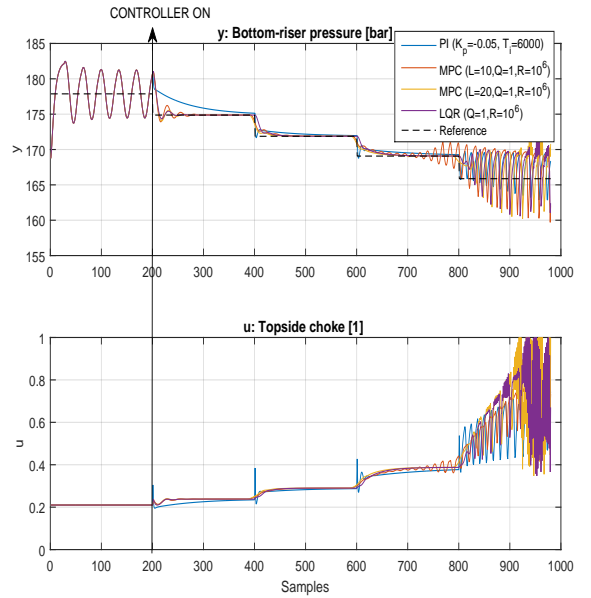 CONTROLLER ON
y: Bottom-riser pressure [bar]
185
180
175
170
165
160
155
y
PI (Kp=-0.05, Ti=6000)
MPC (L=10,Q=1,R=10^6)
MPC (L=20,Q=1,R=10^6)
LQR (Q=1,R=10^6)
Reference
0 100 200 300 400 500 600 700 800 900 1000
u: Topside choke [1]
1
0.8
0.6
0.4
0.2
0
u
0 100 200 300 400 500 600 700 800 900 1000
Samples